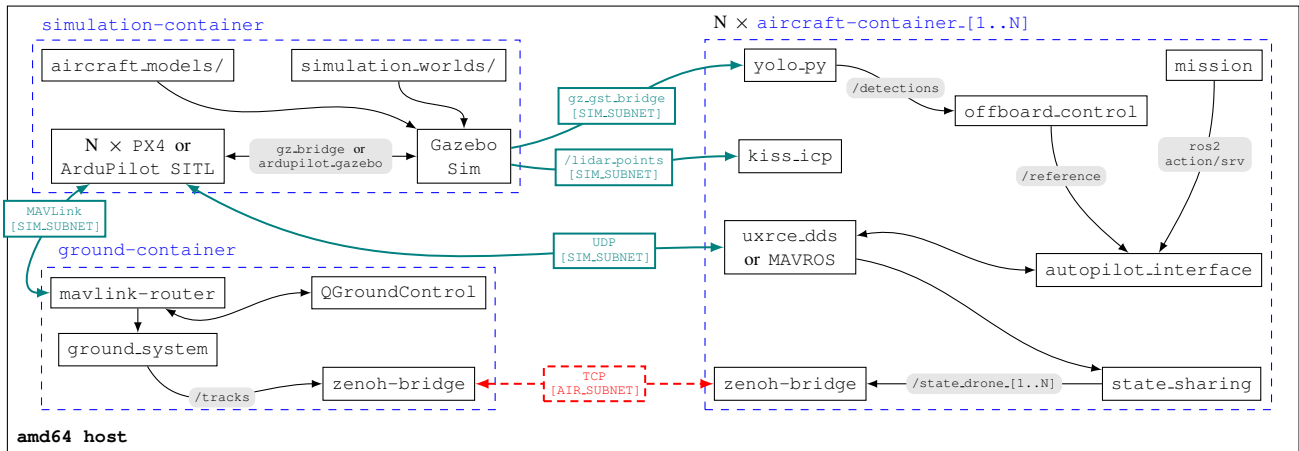 simulation-container
N × aircraft-container_[1..N]
aircraft_models/
simulation_worlds/
yolo_py
mission
/detections
gz_gst_bridge
[SIM_SUBNET]
offboard_control
N × PX4 or
ArduPilot SITL
gz_bridge or
ardupilot_gazebo
Gazebo
Sim
/lidar_points
[SIM_SUBNET]
kiss_icp
ros2
action/srv
/reference
MAVLink
[SIM_SUBNET]
ground-container
UDP
[SIM_SUBNET]
uxrce_dds
or MAVROS
autopilot_interface
mavlink-router
QGroundControl
ground_system
/tracks
zenoh-bridge
TCP
[AIR_SUBNET]
zenoh-bridge
/state_drone_[1..N]
state_sharing
amd64 host